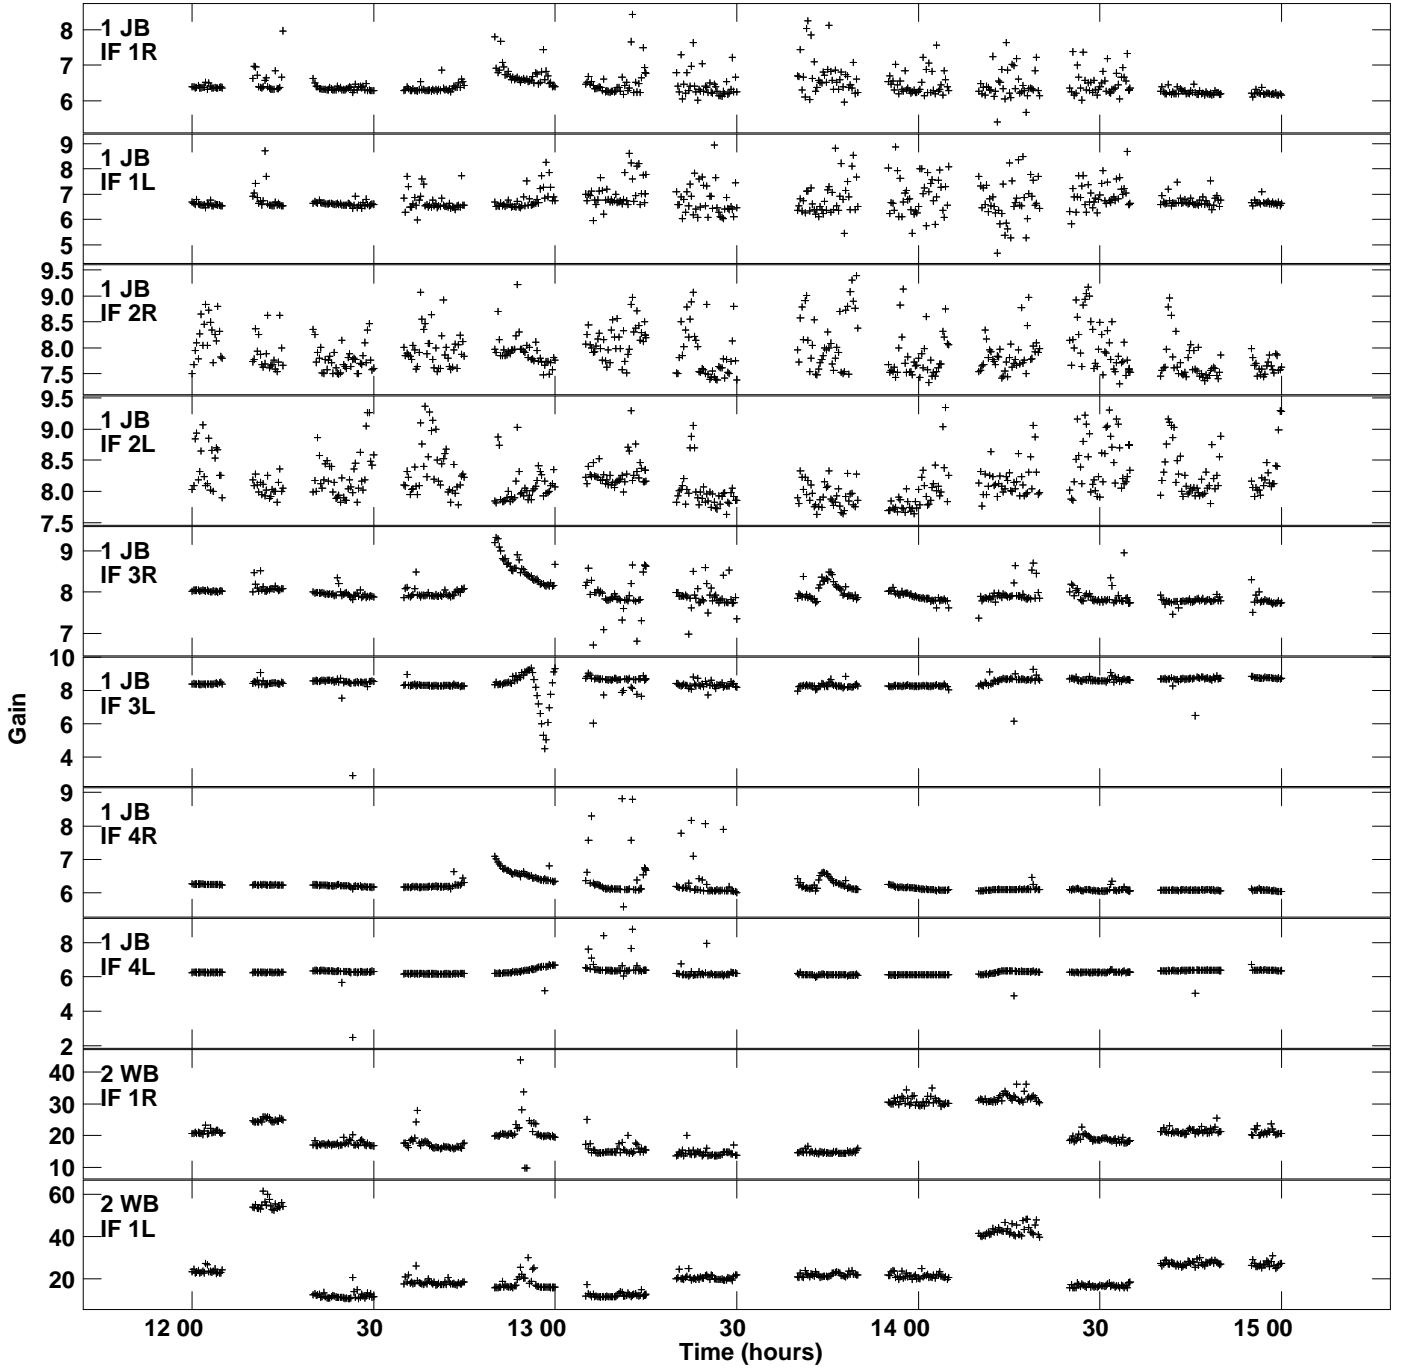 8
7
6
1 JB
IF 1R
9
8
7
6
5
1 JB
IF 1L
9.5
9.0
8.5
8.0
7.5
1 JB
IF 2R
9.5
9.0
8.5
8.0
7.5
1 JB
IF 2L
9
8
7
1 JB
IF 3R
10
8
6
4
1 JB
IF 3L
9
8
7
6
1 JB
IF 4R
8
6
4
2
1 JB
IF 4L
40
30
20
10
2 WB
IF 1R
60
40
20
2 WB
IF 1L
Gain
12 00 30 13 00 30 14 00 30 15 00
Time (hours)